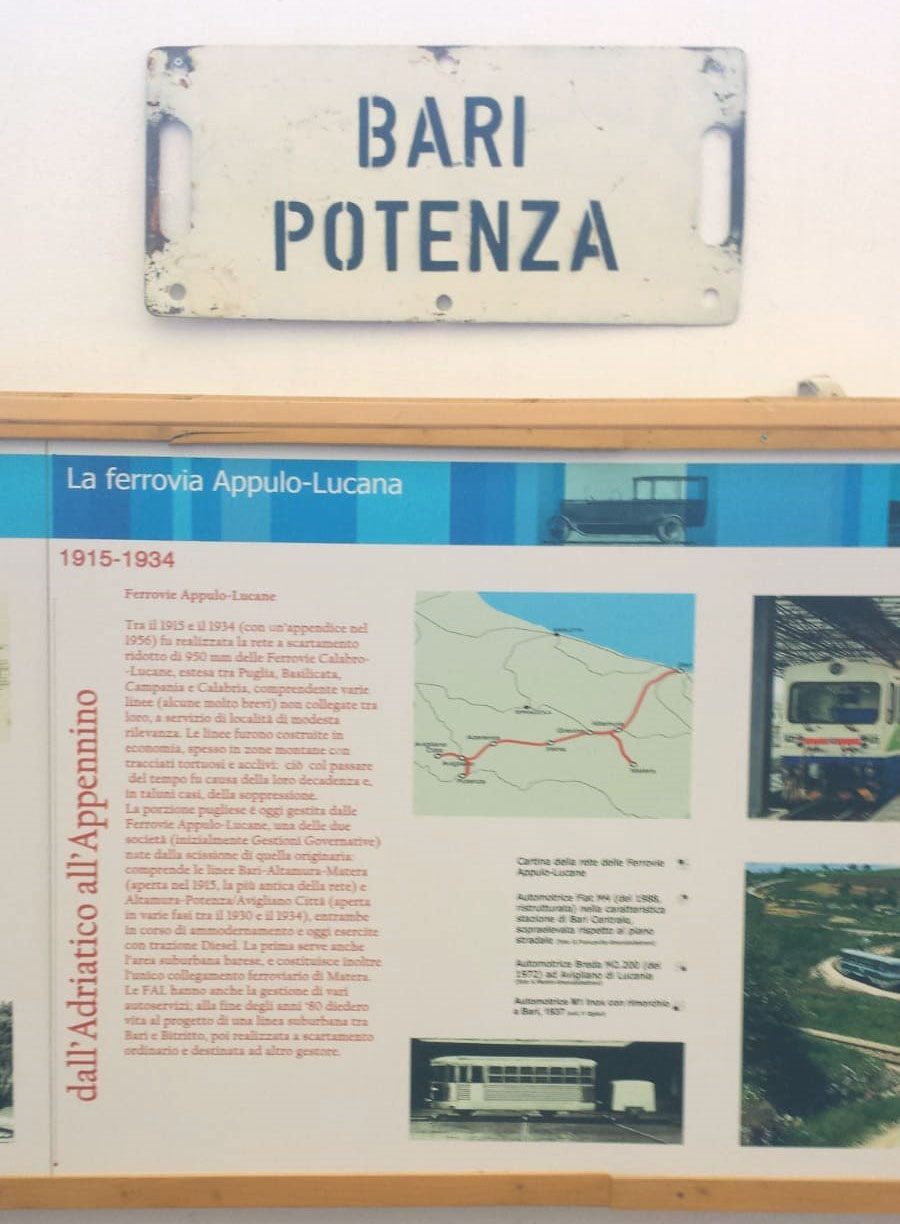 BARI
POTENZA
La ferrovia Appulo-Lucana
1915-1934
dall'Adriatico all'Appennino
Ferrovie Appulo-Lucane
Tra il 1915 e il 1934 (con un'appendice nel
1956) fu realizzata la rete a scartamento
ridotto di 950 mm delle Ferrovie Calabro-
-Lucane, estesa tra Puglia, Basilicata,
Campania e Calabria, comprendente varie
linee (alcune molto brevi) non collegate tra
loro, a servizio di località di modesta
rilevanza. Le linee furono costruite in
economia, spesso in zone montane con
tracciati tortuosi e acclivi: ciò col passare
del tempo fu causa della loro decadenza e,
in taluni casi, della soppressione.
La porzione pugliese è oggi gestita dalle
Ferrovie Appulo-Lucane, una delle due
società (inizialmente Gestioni Governative)
nate dalla scissione di quella originaria:
comprende le linee Bari-Altamura-Matera
(aperta nel 1915, la più antica della rete) e
Altamura-Potenza/Avigliano Città (aperta
in varie fasi tra il 1930 e il 1934), entrambe
in corso di ammodernamento e oggi esercite
con trazione Diesel. La prima serve anche
l'area suburbana barese, e costituisce inoltre
l'unico collegamento ferroviario di Matera.
Le FAL hanno anche la gestione di vari
autoservizi; alla fine degli anni '80 diedero
vita al progetto di una linea suburbana tra
Bari e Bitritto, poi realizzata a scartamento
ordinario e destinata ad altro gestore.
Cartina della rete delle Ferrovie
Appulo-Lucane
Automotrice Fiat M4 (del 1988,
ristrutturata) nella caratteristica
stazione di Bari Centrale,
sopraelevata rispetto al piano
stradale
Automotrice Breda M2.200 (del
1972) ad Avigliano di Lucania
Automotrice M1 Inox con rimorchio
a Bari, 1937